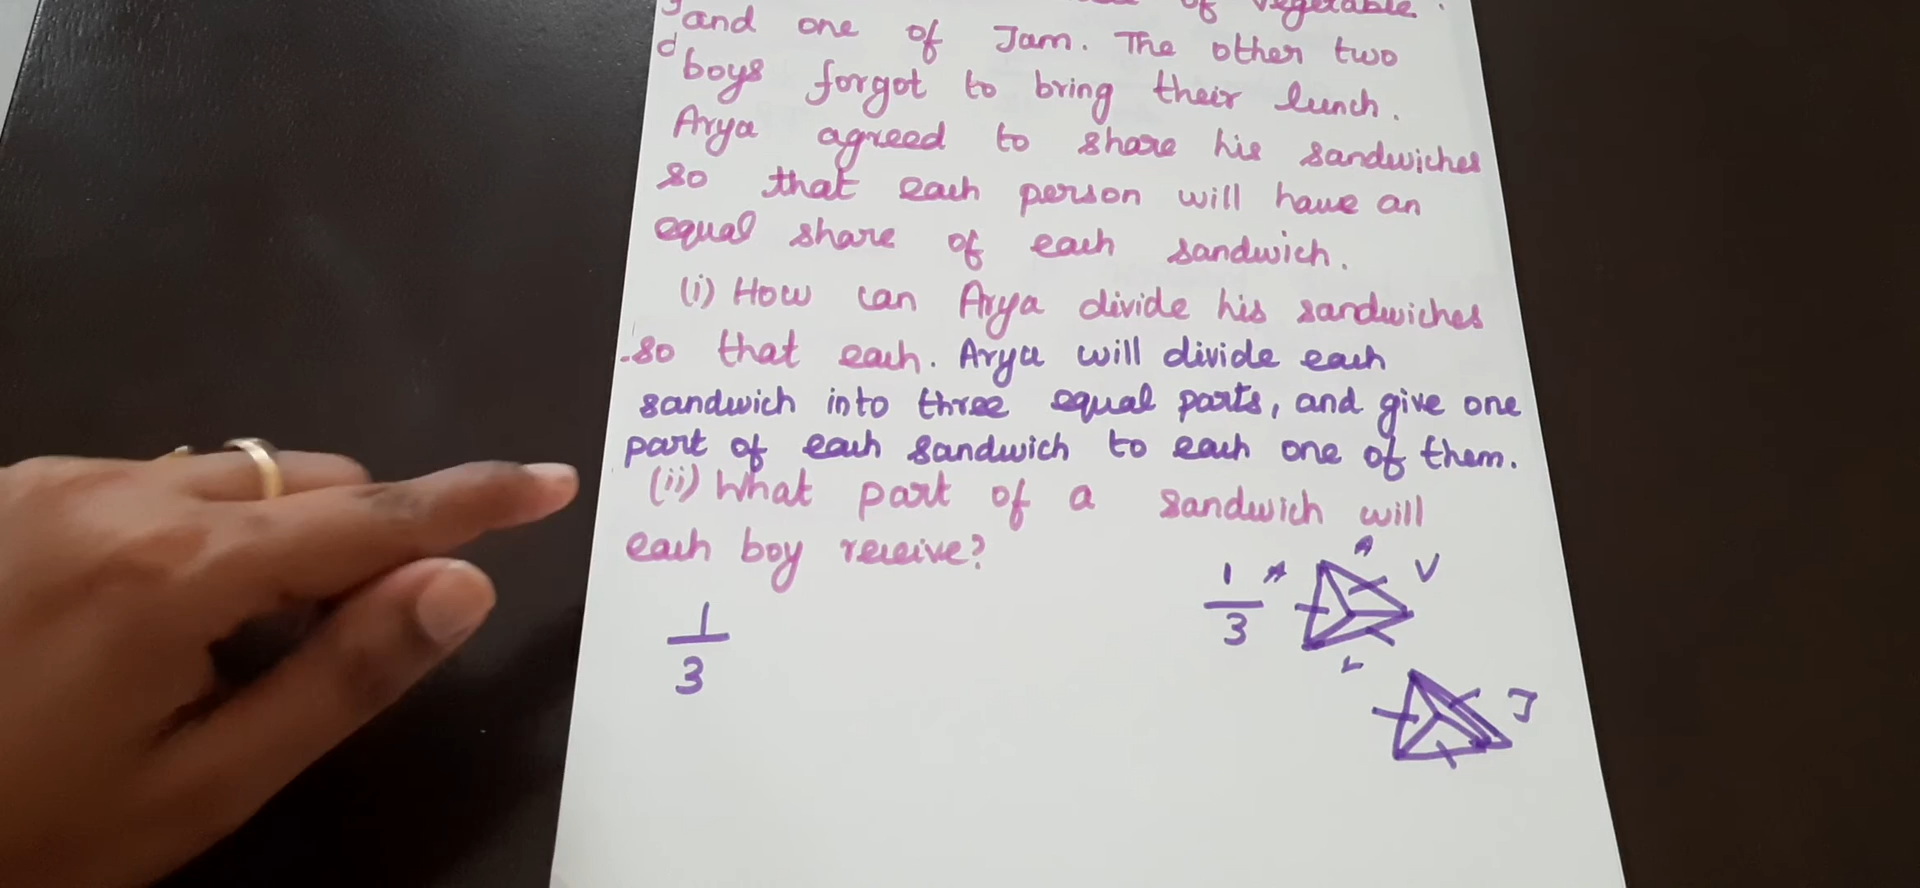 of vegetable.
and one of Jam. The other two
boys forgot to bring their lunch.
Arya agreed to share his sandwiches
so that each person will have an
equal share of each sandwich.
(i) How can Arya divide his sandwiches
so that each. Arya will divide each
sandwich into three equal parts, and give one
part of each sandwich to each one of them.
(ii) What part of a sandwich will
each boy receive?
1
3
1
3
A
A
V
L
J